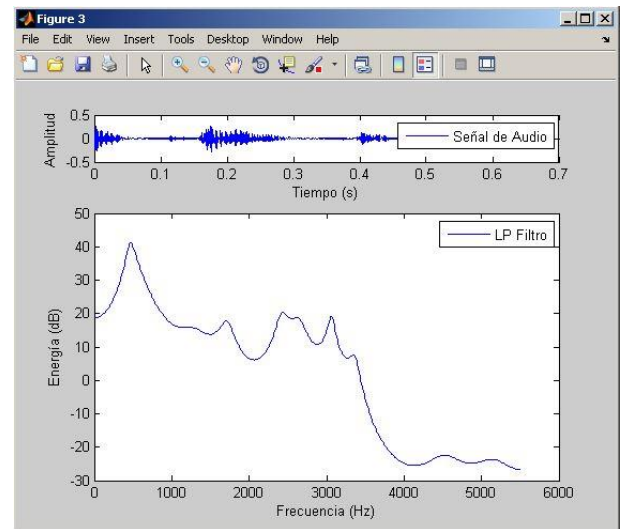 Figure 3
File Edit View Insert Tools Desktop Window Help
Amplitud
0.5
0
-0.5
Señal de Audio
0 0.1 0.2 0.3 0.4 0.5 0.6 0.7
Tiempo (s)
Energía (dB)
50
40
30
20
10
0
-10
-20
-30
LP Filtro
0 1000 2000 3000 4000 5000 6000
Frecuencia (Hz)